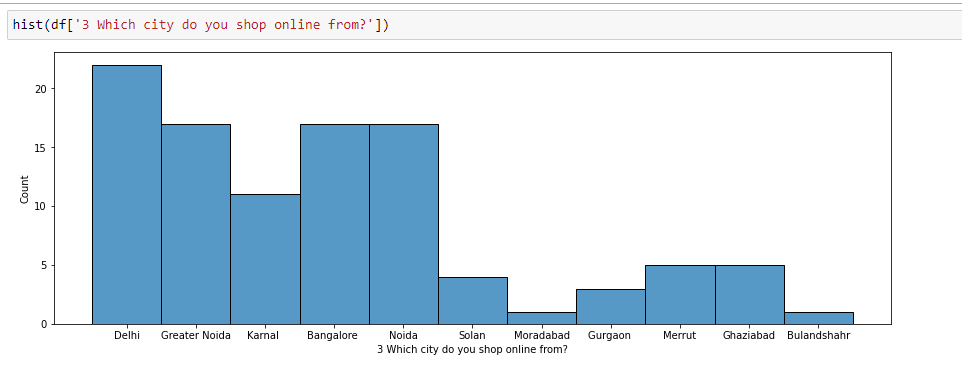 hist(df['3 Which city do you shop online from?'])
20
15
10
5
0
Count
Delhi Greater Noida Karnal Bangalore Noida Solan Moradabad Gurgaon Merrut Ghaziabad Bulandshahr
3 Which city do you shop online from?